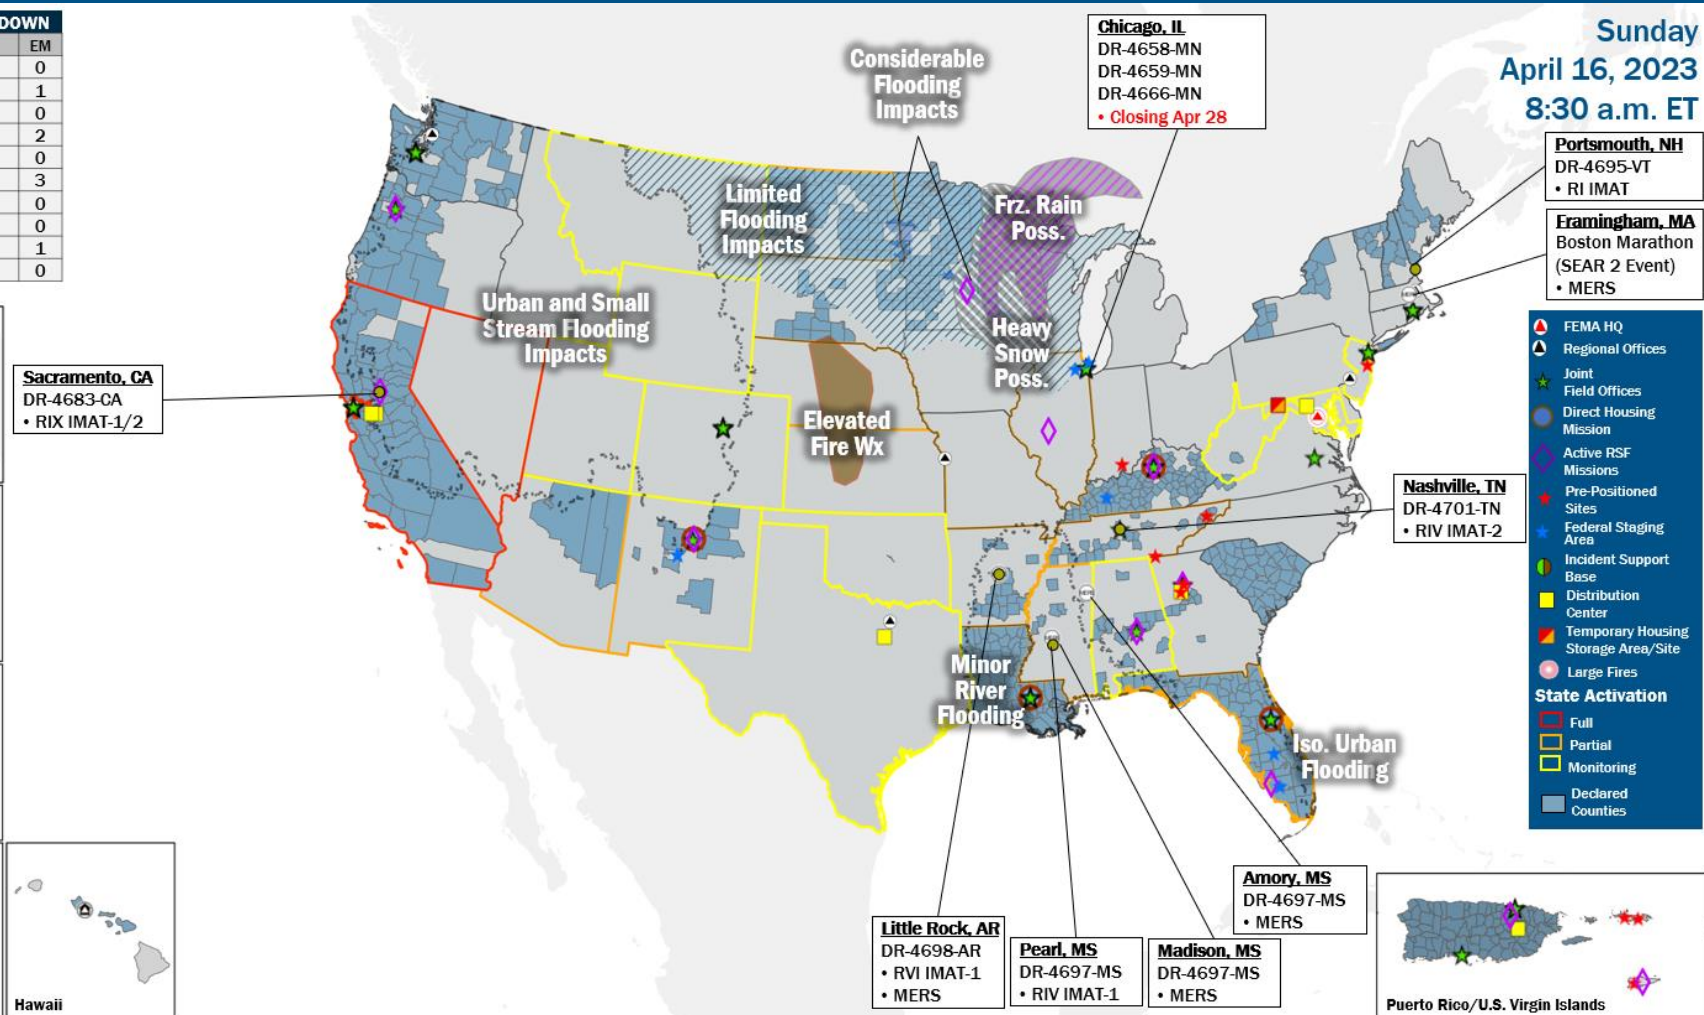 DOWN
EM
0
1
0
2
0
3
0
0
1
0
Sunday
April 16, 2023
8:30 a.m. ET
Chicago, IL
DR-4658-MN
DR-4659-MN
DR-4666-MN
• Closing Apr 28
Considerable
Flooding
Impacts
Portsmouth, NH
DR-4695-VT
• RI IMAT
Framingham, MA
Boston Marathon
(SEAR 2 Event)
• MERS
Limited
Flooding
Impacts
Frz. Rain
Poss.
Urban and Small
Stream Flooding
Impacts
Heavy
Snow
Poss.
Sacramento, CA
DR-4683-CA
• RIX IMAT-1/2
Elevated
Fire Wx
Nashville, TN
DR-4701-TN
• RIV IMAT-2
MERS
MERS
MERS
Minor
River
Flooding
Iso. Urban
Flooding
FEMA HQ
Regional Offices
Joint
Field Offices
Direct Housing
Mission
Active RSF
Missions
Pre-Positioned
Sites
Federal Staging
Area
Incident Support
Base
Distribution
Center
Temporary Housing
Storage Area/Site
Large Fires
State Activation
Full
Partial
Monitoring
Declared
Counties
Little Rock, AR
DR-4698-AR
• RVI IMAT-1
• MERS
Pearl, MS
DR-4697-MS
• RIV IMAT-1
Madison, MS
DR-4697-MS
• MERS
Amory, MS
DR-4697-MS
• MERS
Hawaii
Puerto Rico/U.S. Virgin Islands